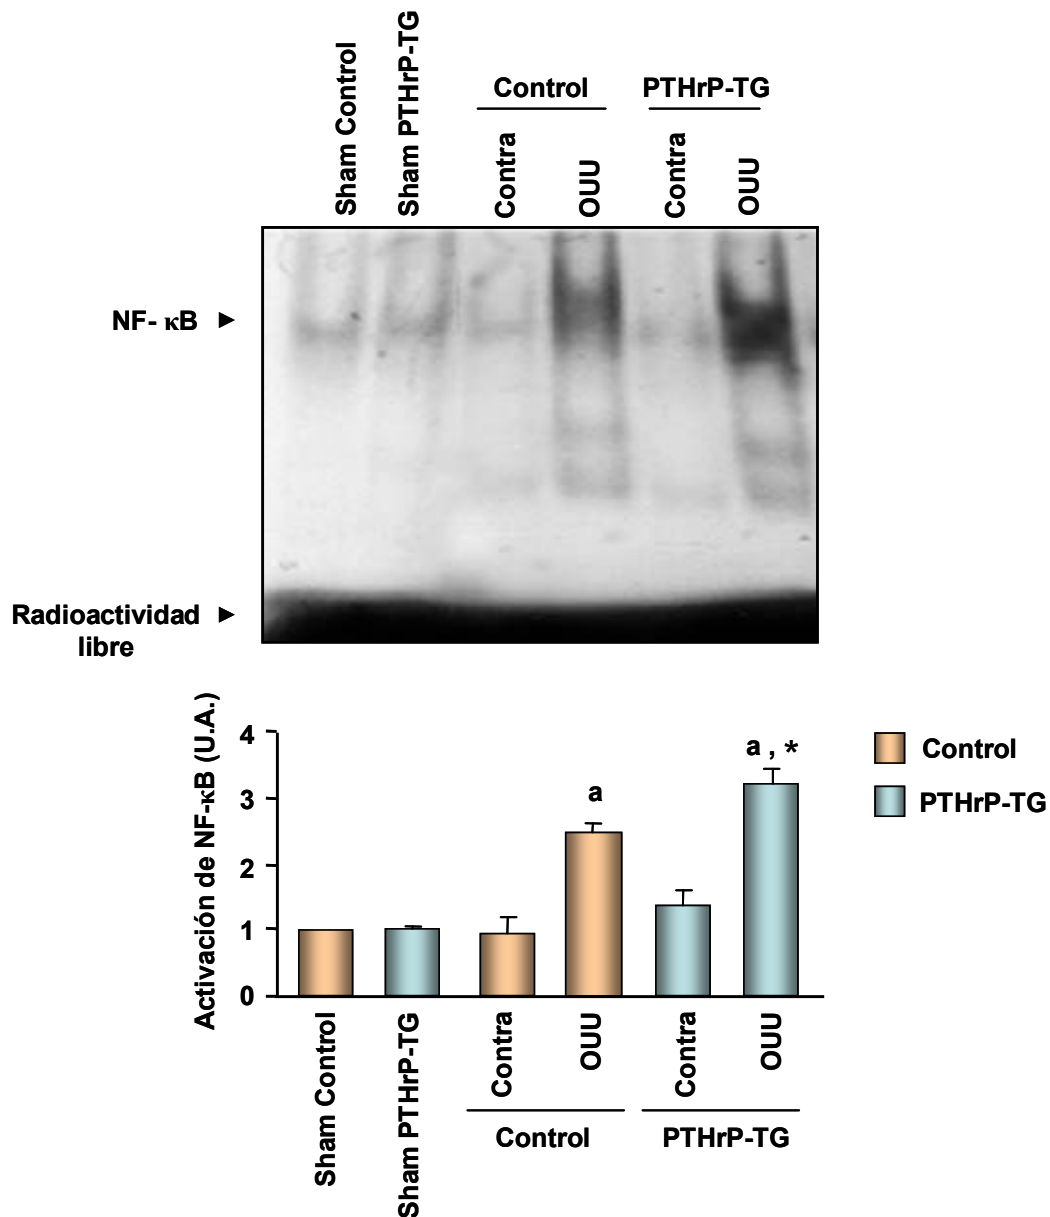 Sham Control
Sham PTHrP-TG
Control
PTHrP-TG
Contra
OUU
Contra
OUU
NF- κB
Radioactividad
libre
Activación de NF-κB (U.A.)
4
3
2
1
0
a
a , *
Control
PTHrP-TG
Sham Control
Sham PTHrP-TG
Contra
OUU
Contra
OUU
Control
PTHrP-TG